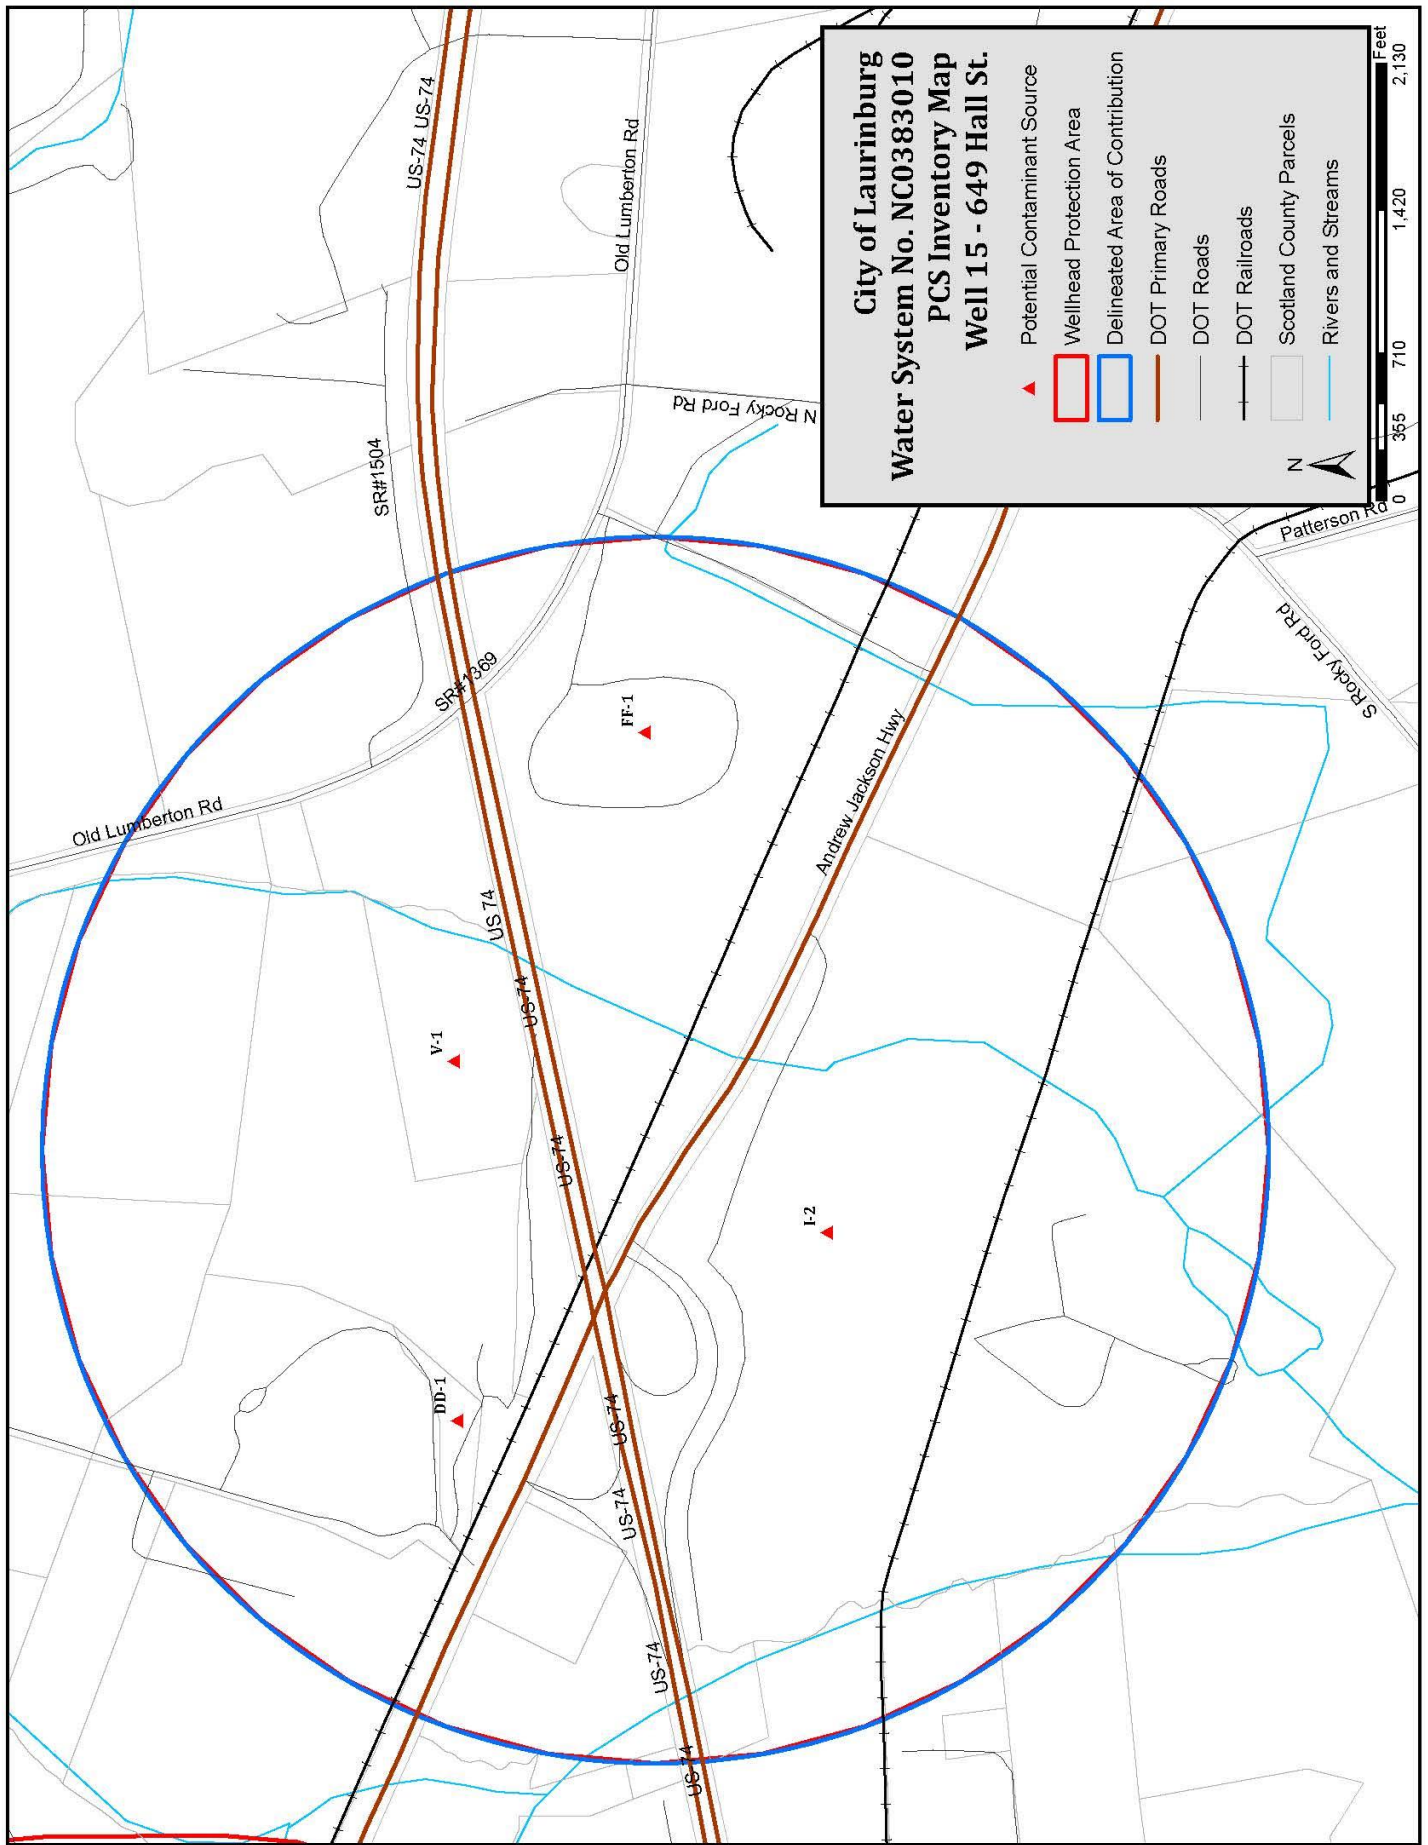 City of Laurinburg
Water System No. NC0383010
PCS Inventory Map
Well 15 - 649 Hall St.
Potential Contaminant Source
Wellhead Protection Area
Delineated Area of Contribution
DOT Primary Roads
DOT Roads
DOT Railroads
Scotland County Parcels
Rivers and Streams
N
0 355 710 1,420 2,130
Feet
Old Lumberton Rd
SR#1504
US-74 US-74
SR#1369
Old Lumberton Rd
N Rocky Ford Rd
US 74
US-74
US-74
US-74
US-74
US-74
US-74
V-1
DD-1
FF-1
I-2
Andrew Jackson Hwy
Patterson Rd
S Rocky Ford Rd